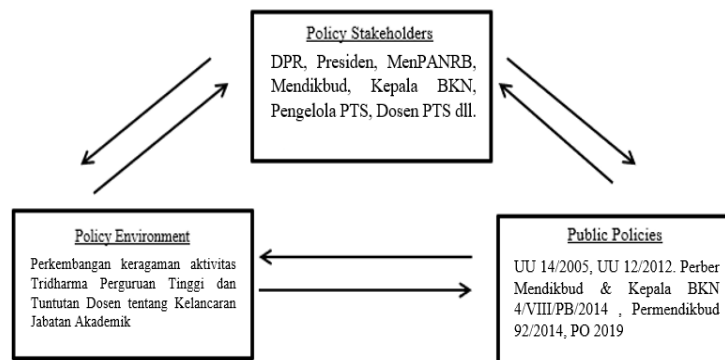 Policy Stakeholders
DPR, Presiden, MenPANRB,
Mendikbud, Kepala BKN,
Pengelola PTS, Dosen PTS dll.
Policy Environment
Perkembangan keragaman aktivitas
Tridharma Perguruan Tinggi dan
Tuntutan Dosen tentang Kelancaran
Jabatan Akademik
Public Policies
UU 14/2005, UU 12/2012. Perber
Mendikbud & Kepala BKN
4/VIII/PB/2014 , Permendikbud
92/2014, PO 2019